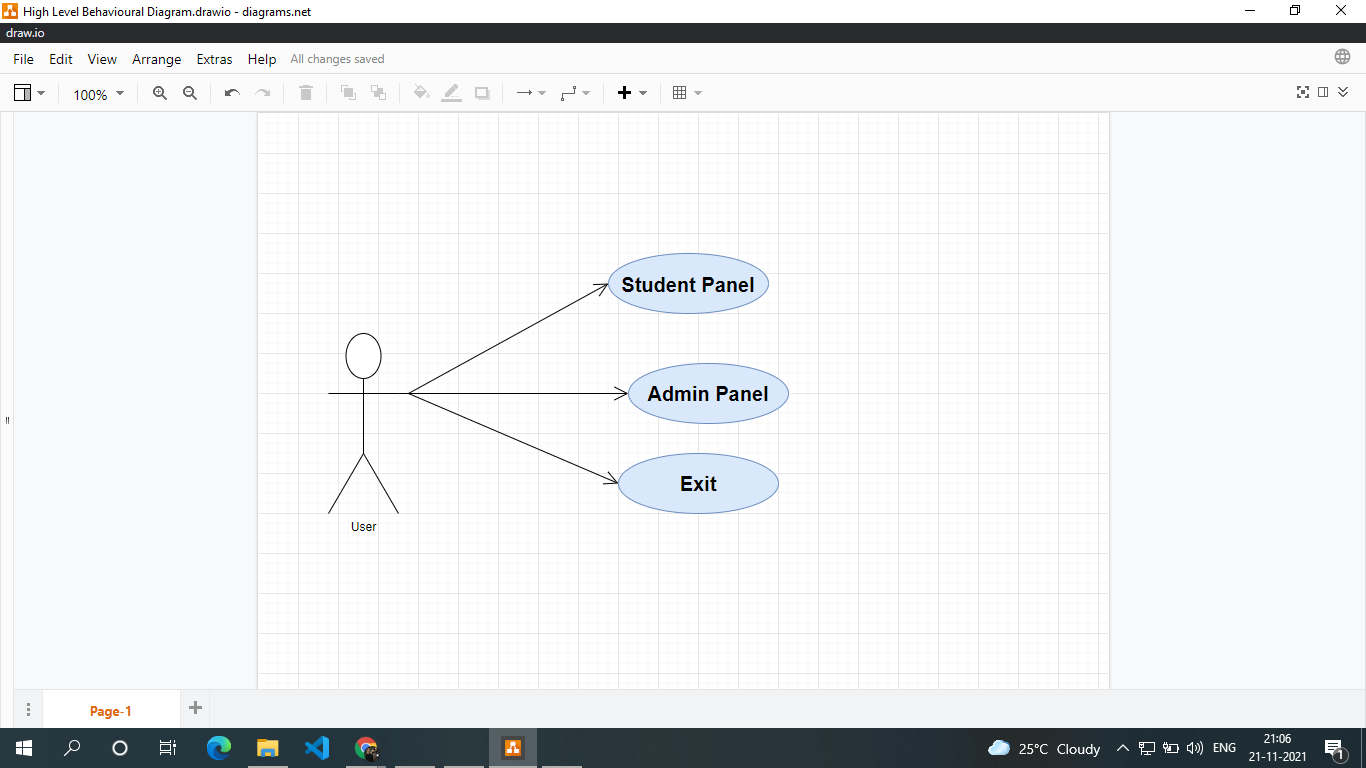 High Level Behavioural Diagram.drawio - diagrams.net
draw.io
File Edit View Arrange Extras Help All changes saved
100%
Student Panel
Admin Panel
Exit
User
Page-1
25°C Cloudy
ENG
21:06
21-11-2021
1